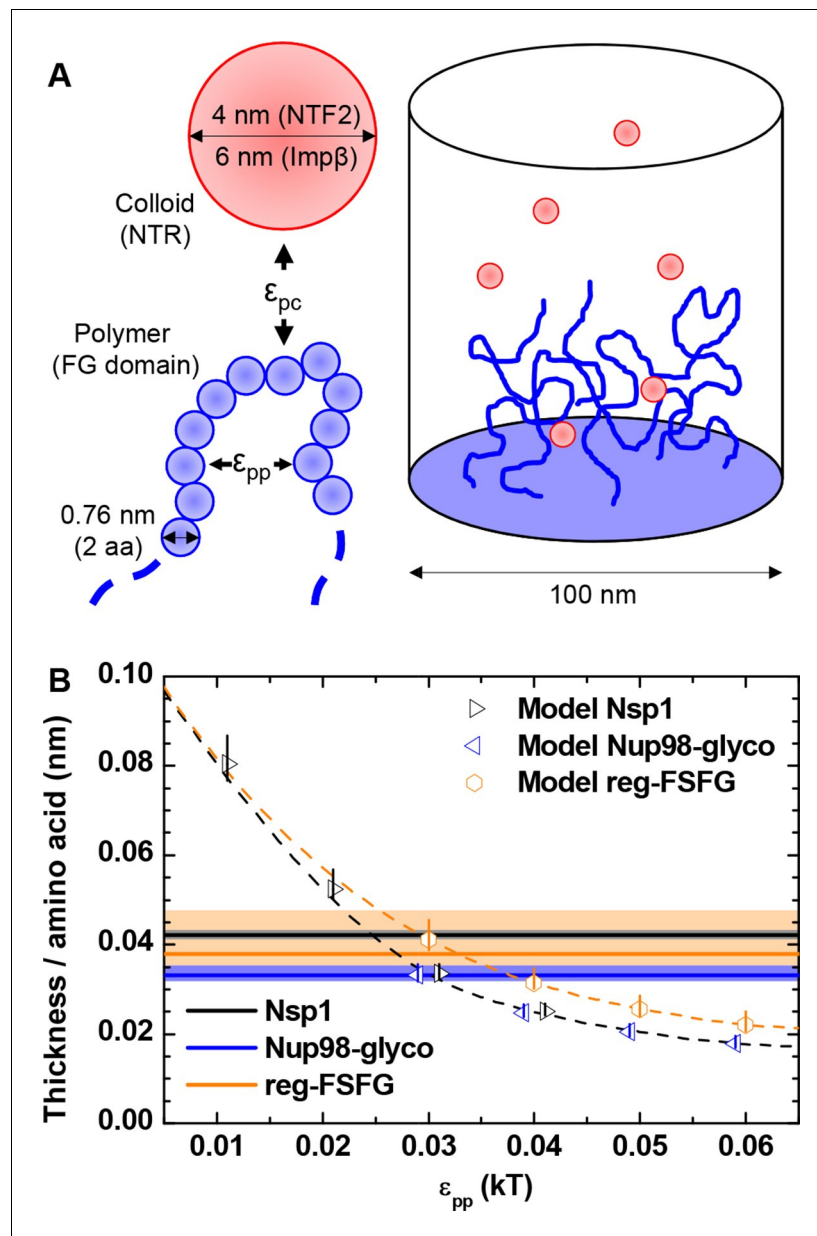 A
4 nm (NTF2)
6 nm (Impβ)
Colloid
(NTR)
εpc
Polymer
(FG domain)
εpp
0.76 nm
(2 aa)
100 nm
B
Thickness / amino acid (nm)
0.10
0.08
0.06
0.04
0.02
0.00
Model Nsp1
Model Nup98-glyco
Model reg-FSFG
Nsp1
Nup98-glyco
reg-FSFG
0.01 0.02 0.03 0.04 0.05 0.06
εpp (kT)